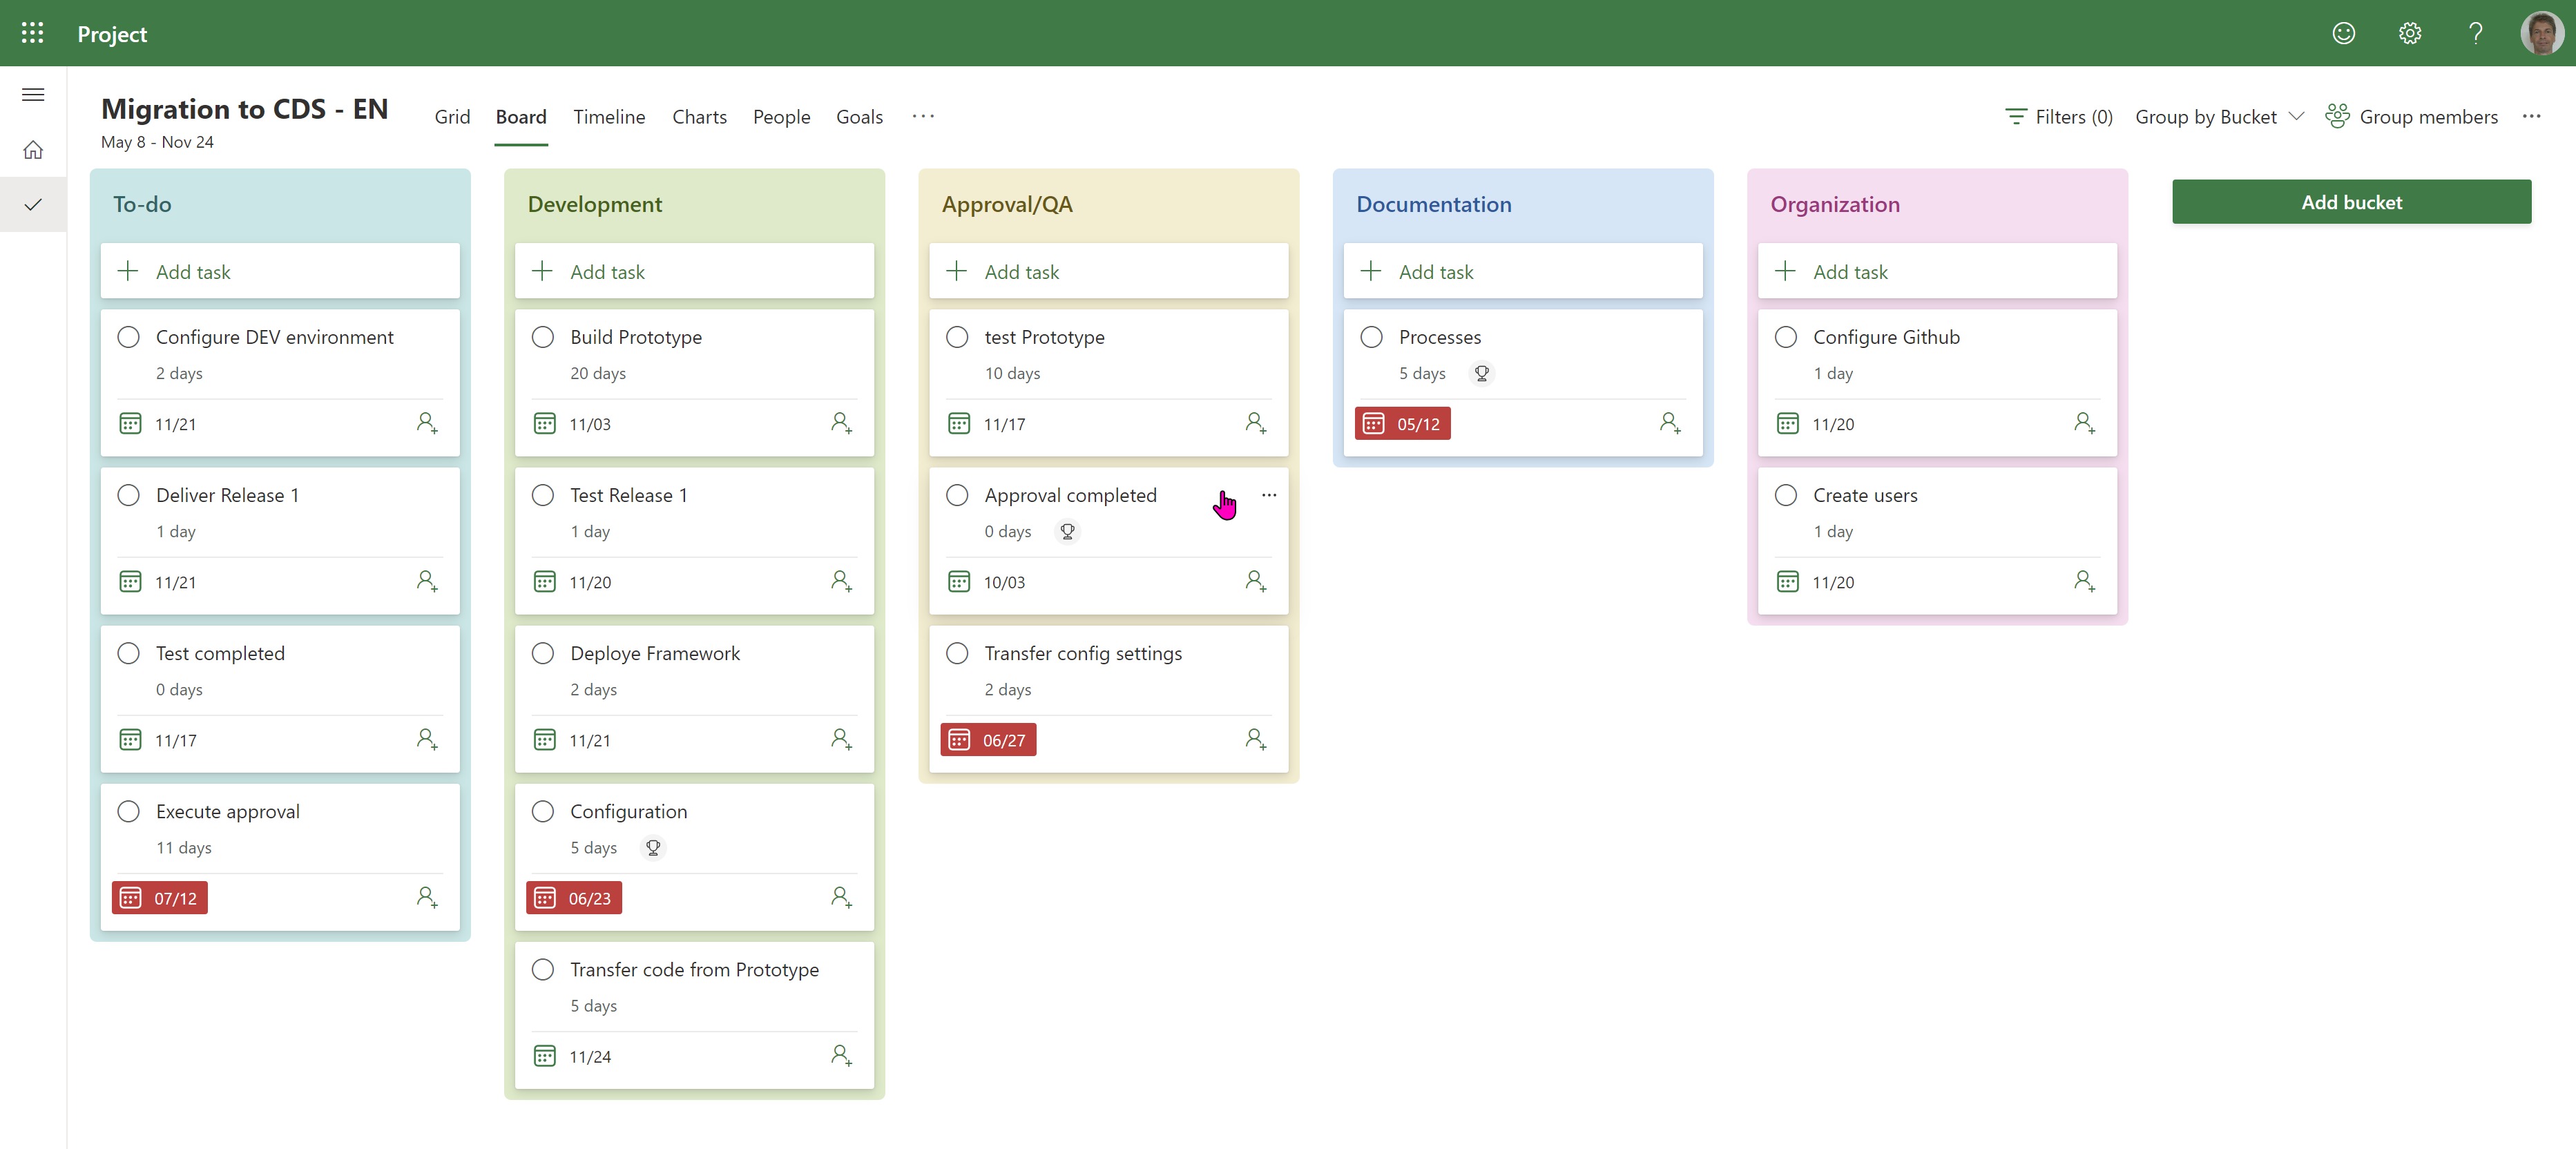 Project
Migration to CDS - EN
May 8 - Nov 24
Grid
Board
Timeline
Charts
People
Goals
Filters (0)
Group by Bucket
Group members
To-do
Add task
Configure DEV environment
2 days
11/21
Deliver Release 1
1 day
11/21
Test completed
0 days
11/17
Execute approval
11 days
07/12
Development
Add task
Build Prototype
20 days
11/03
Test Release 1
1 day
11/20
Deploye Framework
2 days
11/21
Configuration
5 days
06/23
Transfer code from Prototype
5 days
11/24
Approval/QA
Add task
test Prototype
10 days
11/17
Approval completed
0 days
10/03
Transfer config settings
2 days
06/27
Documentation
Add task
Processes
5 days
05/12
Organization
Add task
Configure Github
1 day
11/20
Create users
1 day
11/20
Add bucket